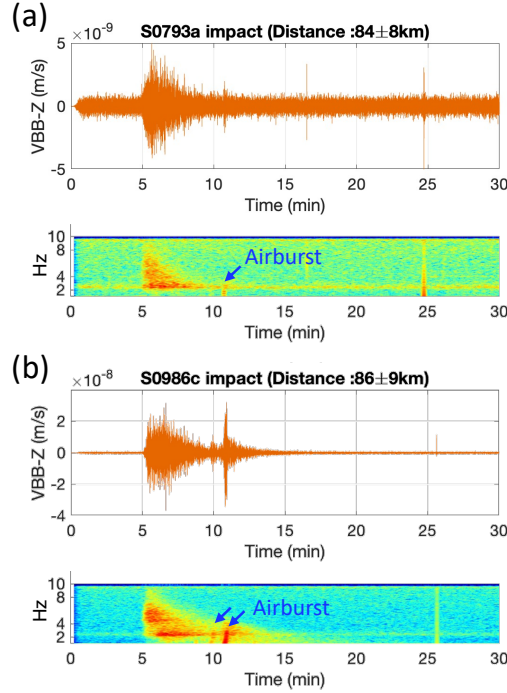 (a)
S0793a impact (Distance :84±8km)
×10⁻⁹
5
0
-5
VBB-Z (m/s)
0 5 10 15 20 25 30
Time (min)
10
4
2
Hz
Airburst
0 5 10 15 20 25 30
Time (min)
(b)
S0986c impact (Distance :86±9km)
×10⁻⁸
2
0
-2
-4
VBB-Z (m/s)
0 5 10 15 20 25 30
Time (min)
10
4
2
Hz
Airburst
0 5 10 15 20 25 30
Time (min)